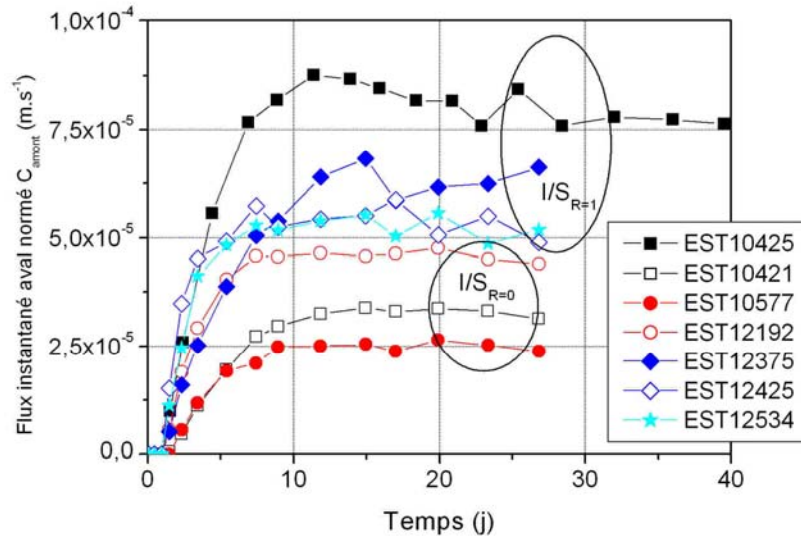 Flux instantané aval normé C_amont (m.s⁻¹)
1,0x10⁻⁴
7,5x10⁻⁵
5,0x10⁻⁵
2,5x10⁻⁵
0,0
0 10 20 30 40
Temps (j)
I/S_R=1
I/S_R=0
EST10425
EST10421
EST10577
EST12192
EST12375
EST12425
EST12534